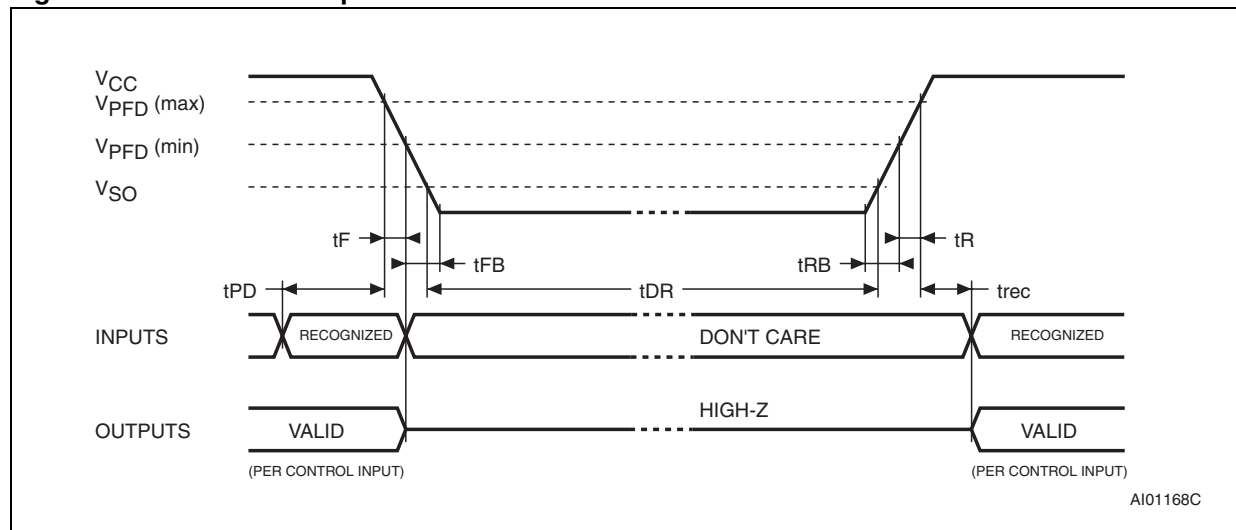 VCC
VPFD (max)
VPFD (min)
VSO
tF
tFB
tRB
tR
tPD
tDR
trec
INPUTS
RECOGNIZED
DON'T CARE
RECOGNIZED
HIGH-Z
OUTPUTS
VALID
VALID
(PER CONTROL INPUT)
(PER CONTROL INPUT)
AI01168C